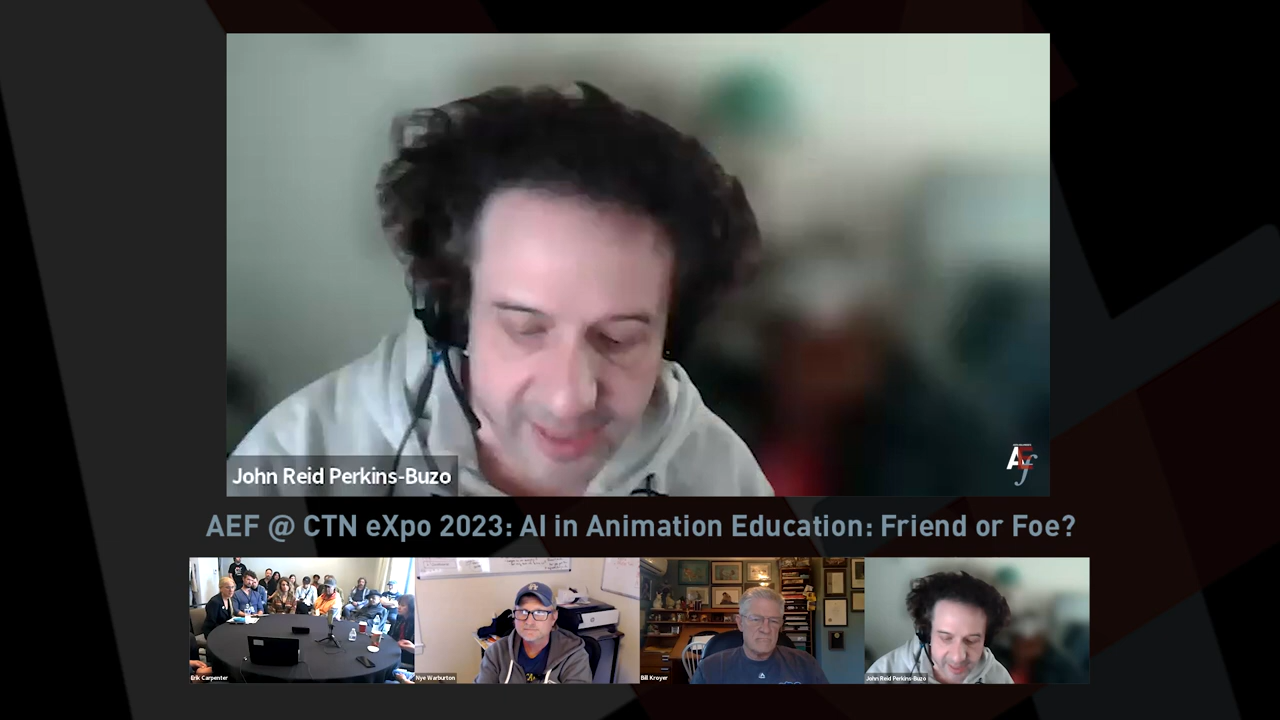 John Reid Perkins-Buzo
AEf
AEF @ CTN eXpo 2023: AI in Animation Education: Friend or Foe?
Erik Carpenter
Nye Warburton
Bill Kroyer
John Reid Perkins-Buzo